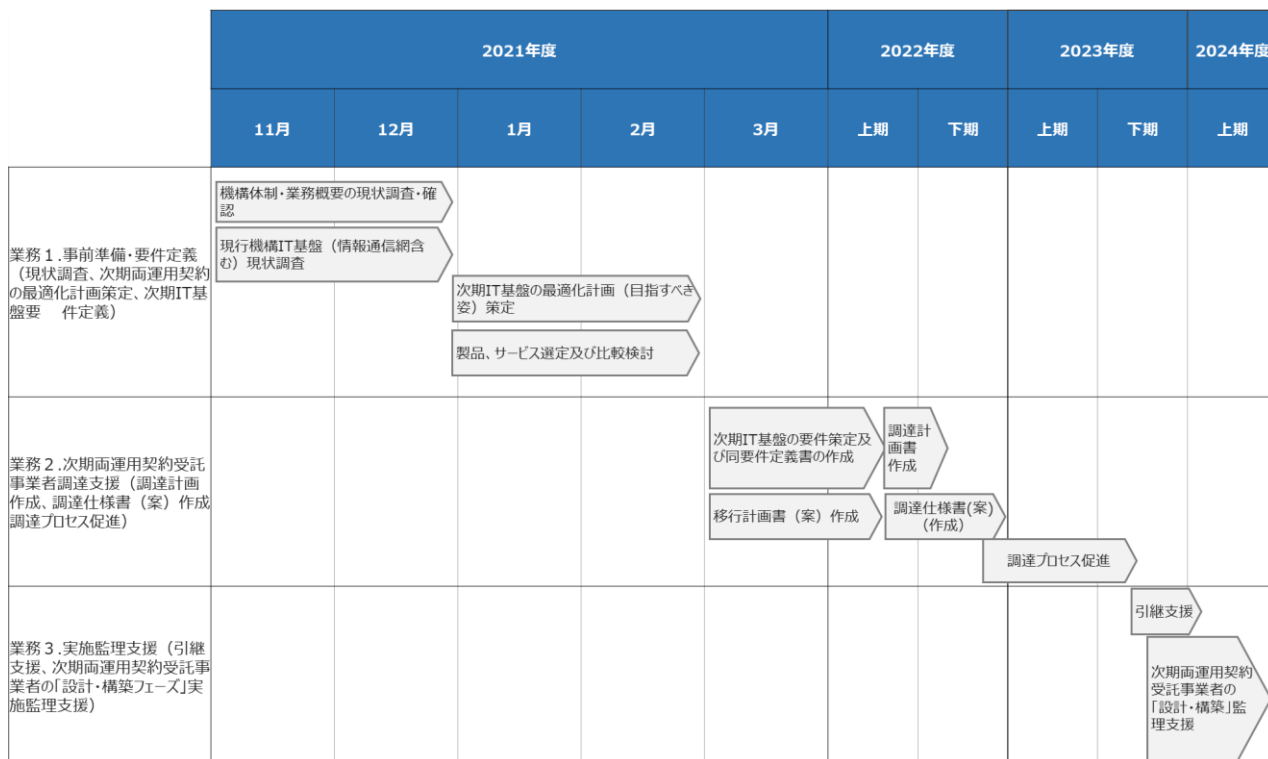 2021年度
2022年度
2023年度
2024年度
11月
12月
1月
2月
3月
上期
下期
上期
下期
上期
業務１.事前準備・要件定義
（現状調査、次期両運用契約
の最適化計画策定、次期IT基
盤要　件定義）
機構体制・業務概要の現状調査・確
認
現行機構IT基盤（情報通信網含
む）現状調査
次期IT基盤の最適化計画（目指すべき
姿）策定
製品、サービス選定及び比較検討
業務２.次期両運用契約受託
事業者調達支援（調達計画
作成、調達仕様書（案）作成
調達プロセス促進）
次期IT基盤の要件策定及
び同要件定義書の作成
調達計
画書
作成
移行計画書（案）作成
調達仕様書(案)
(作成）
調達プロセス促進
業務３.実施監理支援（引継
支援、次期両運用契約受託事
業者の「設計・構築フェーズ」実
施監理支援）
引継支援
次期両運用契約
受託事業者の
「設計・構築」監
理支援